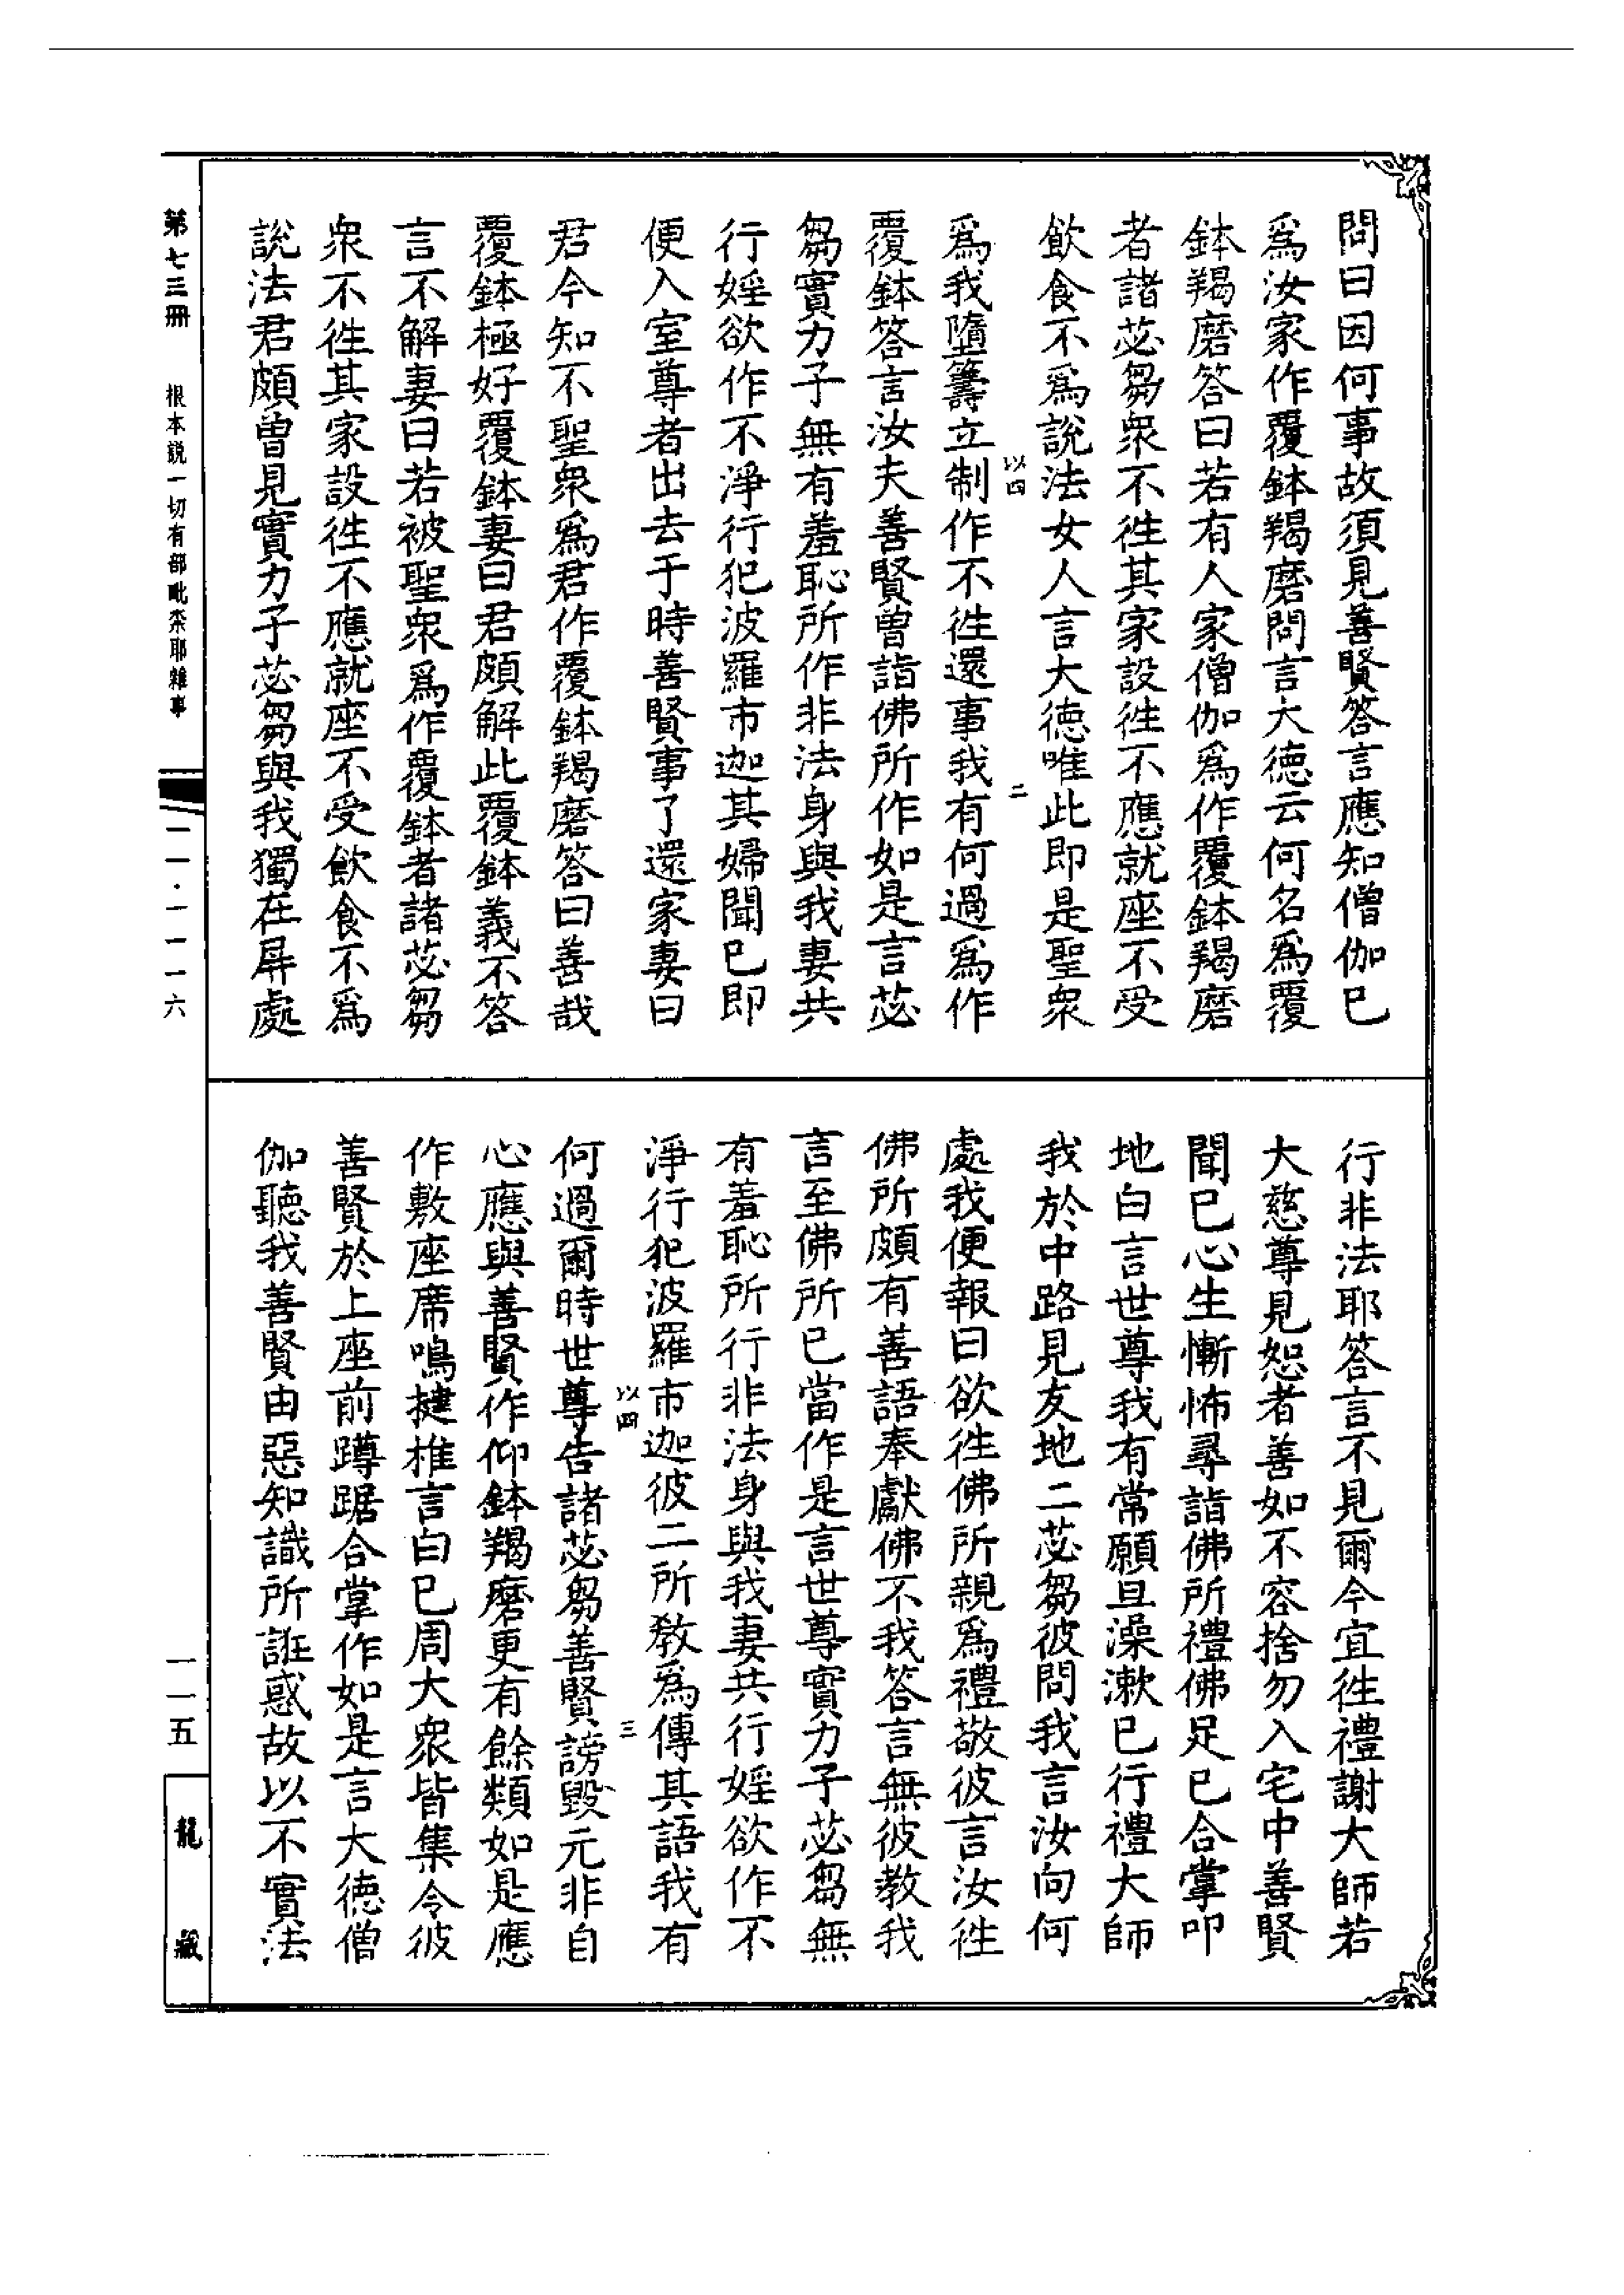 問曰因何事故須見善賢答言應知僧伽已
爲汝家作覆鉢羯磨問言大德云何名爲覆
鉢羯磨答曰若有人家僧伽爲作覆鉢羯磨
者諸苾芻衆不往其家設往不應就座不受
飲食不爲說法女人言大德唯此即是聖衆
以四
二
爲我墮籌立制作不往還事我有何過爲作
覆鉢答言汝夫善賢曾詣佛所作如是言苾
芻實力子無有羞恥所作非法身與我妻共
行婬欲作不淨行犯波羅市迦其婦聞已即
便入室尊者出去于時善賢事了還家妻曰
君今知不聖衆爲君作覆鉢羯磨答曰善哉
覆鉢極好覆鉢妻曰君頗解此覆鉢義不答
言不解妻曰若被聖衆爲作覆鉢者諸苾芻
衆不往其家設往不應就座不受飲食不爲
說法君頗曾見實力子苾芻與我獨在屏處
行非法耶答言不見爾今宜往禮謝大師若
大慈尊見恕者善如不容捨勿入宅中善賢
聞已心生慚怖尋詣佛所禮佛足已合掌叩
地白言世尊我有常願旦澡漱已行禮大師
我於中路見友地二苾芻彼問我言汝向何
處我便報曰欲往佛所親爲禮敬彼言汝往
佛所頗有善語奉獻佛不我答言無彼教我
言至佛所已當作是言世尊實力子苾芻無
有羞恥所行非法身與我妻共行婬欲作不
淨行犯波羅市迦彼二所教爲傳其語我有
以四
三
何過爾時世尊告諸苾芻善賢謗毀元非自
心應與善賢作仰鉢羯磨更有餘類如是應
作敷座席鳴揵椎言白已周大衆皆集令彼
善賢於上座前蹲踞合掌作如是言大德僧
伽聽我善賢由惡知識所誑惑故以不實法
第七三冊
根本說一切有部毗柰耶雜事
一一·一一一六
一一五
龍藏